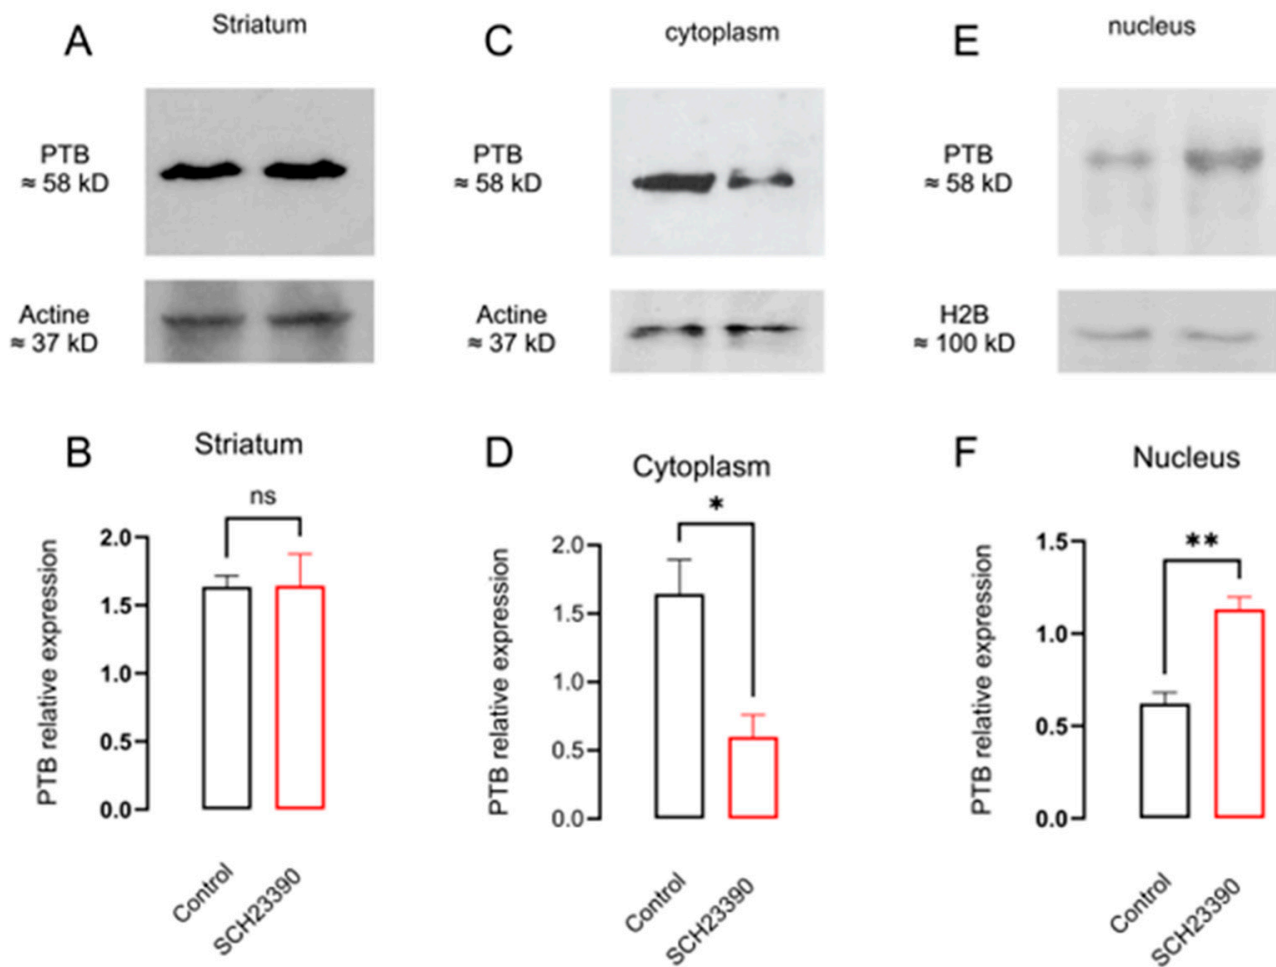 A
Striatum
PTB
≈ 58 kD
Actine
≈ 37 kD
C
cytoplasm
PTB
≈ 58 kD
Actine
≈ 37 kD
E
nucleus
PTB
≈ 58 kD
H2B
≈ 100 kD
B
Striatum
ns
PTB relative expression
2.0
1.5
1.0
0.5
0.0
Control
SCH23390
D
Cytoplasm
*
PTB relative expression
2.0
1.5
1.0
0.5
0.0
Control
SCH23390
F
Nucleus
**
PTB relative expression
1.5
1.0
0.5
0.0
Control
SCH23390